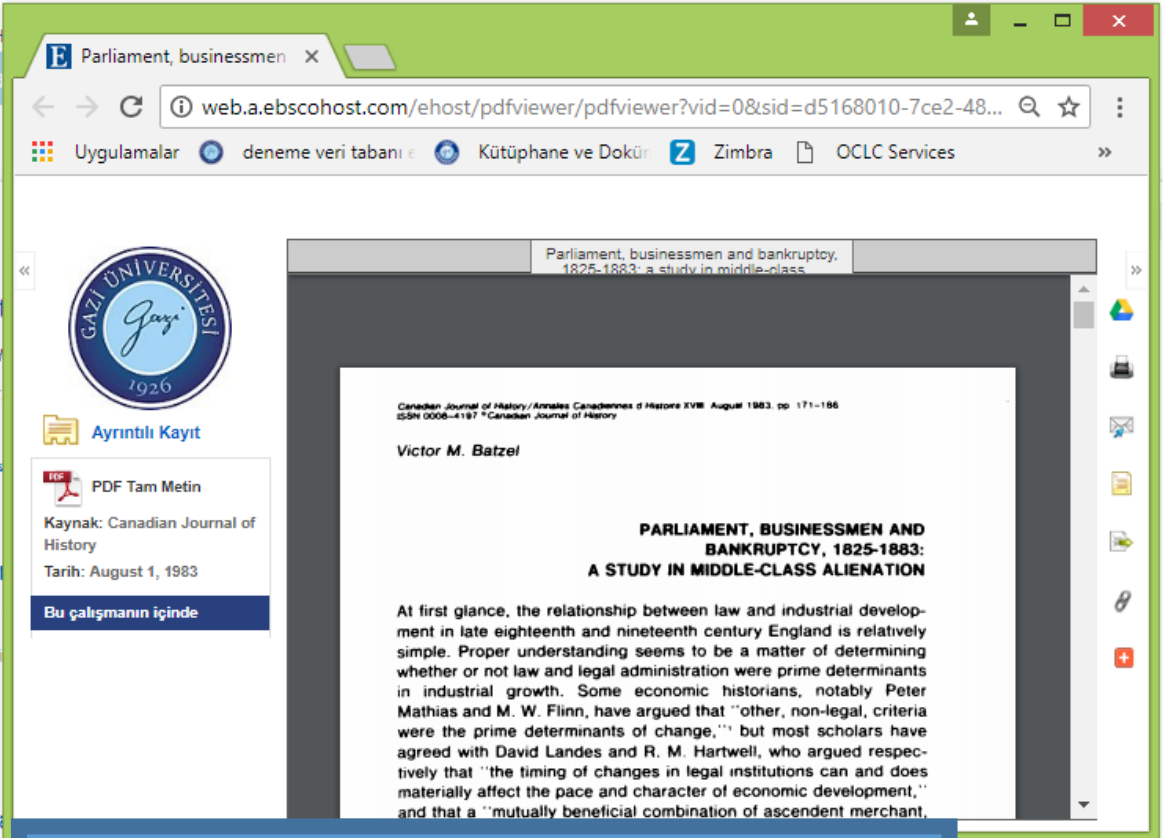 Parliament, businessmen
web.a.ebscohost.com/ehost/pdfviewer/pdfviewer?vid=0&sid=d5168010-7ce2-48...
Uygulamalar
deneme veri tabanı e
Kütüphane ve Dokür
Zimbra
OCLC Services
»
GAZİ ÜNİVERSİTESİ
Gazi
1926
Ayrıntılı Kayıt
PDF
PDF Tam Metin
Kaynak: Canadian Journal of
History
Tarih: August 1, 1983
Bu çalışmanın içinde
Parliament, businessmen and bankruptcy,
1825-1883: a study in middle-class
Canadian Journal of History/Annales Canadiennes d Histoire XVIII August 1983, pp 171-186
ISSN 0008-4197 © Canadian Journal of History
Victor M. Batzel
PARLIAMENT, BUSINESSMEN AND
BANKRUPTCY, 1825-1883:
A STUDY IN MIDDLE-CLASS ALIENATION
At first glance, the relationship between law and industrial develop-
ment in late eighteenth and nineteenth century England is relatively
simple. Proper understanding seems to be a matter of determining
whether or not law and legal administration were prime determinants
in industrial growth. Some economic historians, notably Peter
Mathias and M. W. Flinn, have argued that "other, non-legal, criteria
were the prime determinants of change,"¹ but most scholars have
agreed with David Landes and R. M. Hartwell, who argued respec-
tively that "the timing of changes in legal institutions can and does
materially affect the pace and character of economic development,"
and that a "mutually beneficial combination of ascendent merchant,